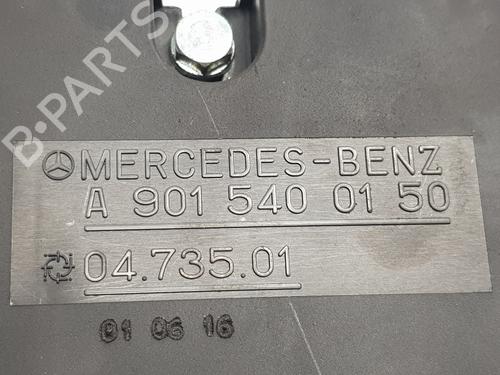 B-PARTS
MERCEDES-BENZ
A 901 540 01 50
04.735.01
01 06 16